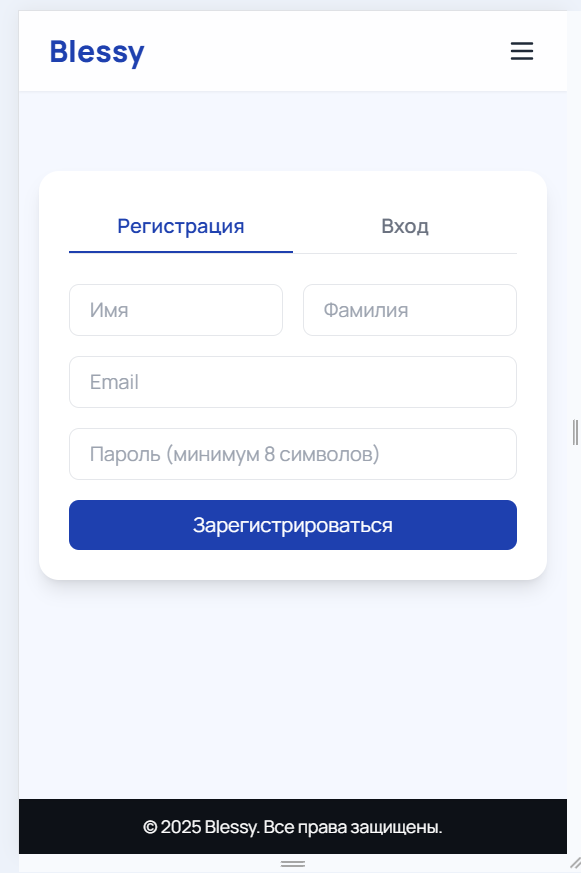 Blessy
Регистрация Вход
Имя Фамилия
Email
Пароль (минимум 8 символов)
Зарегистрироваться
© 2025 Blessy. Все права защищены.